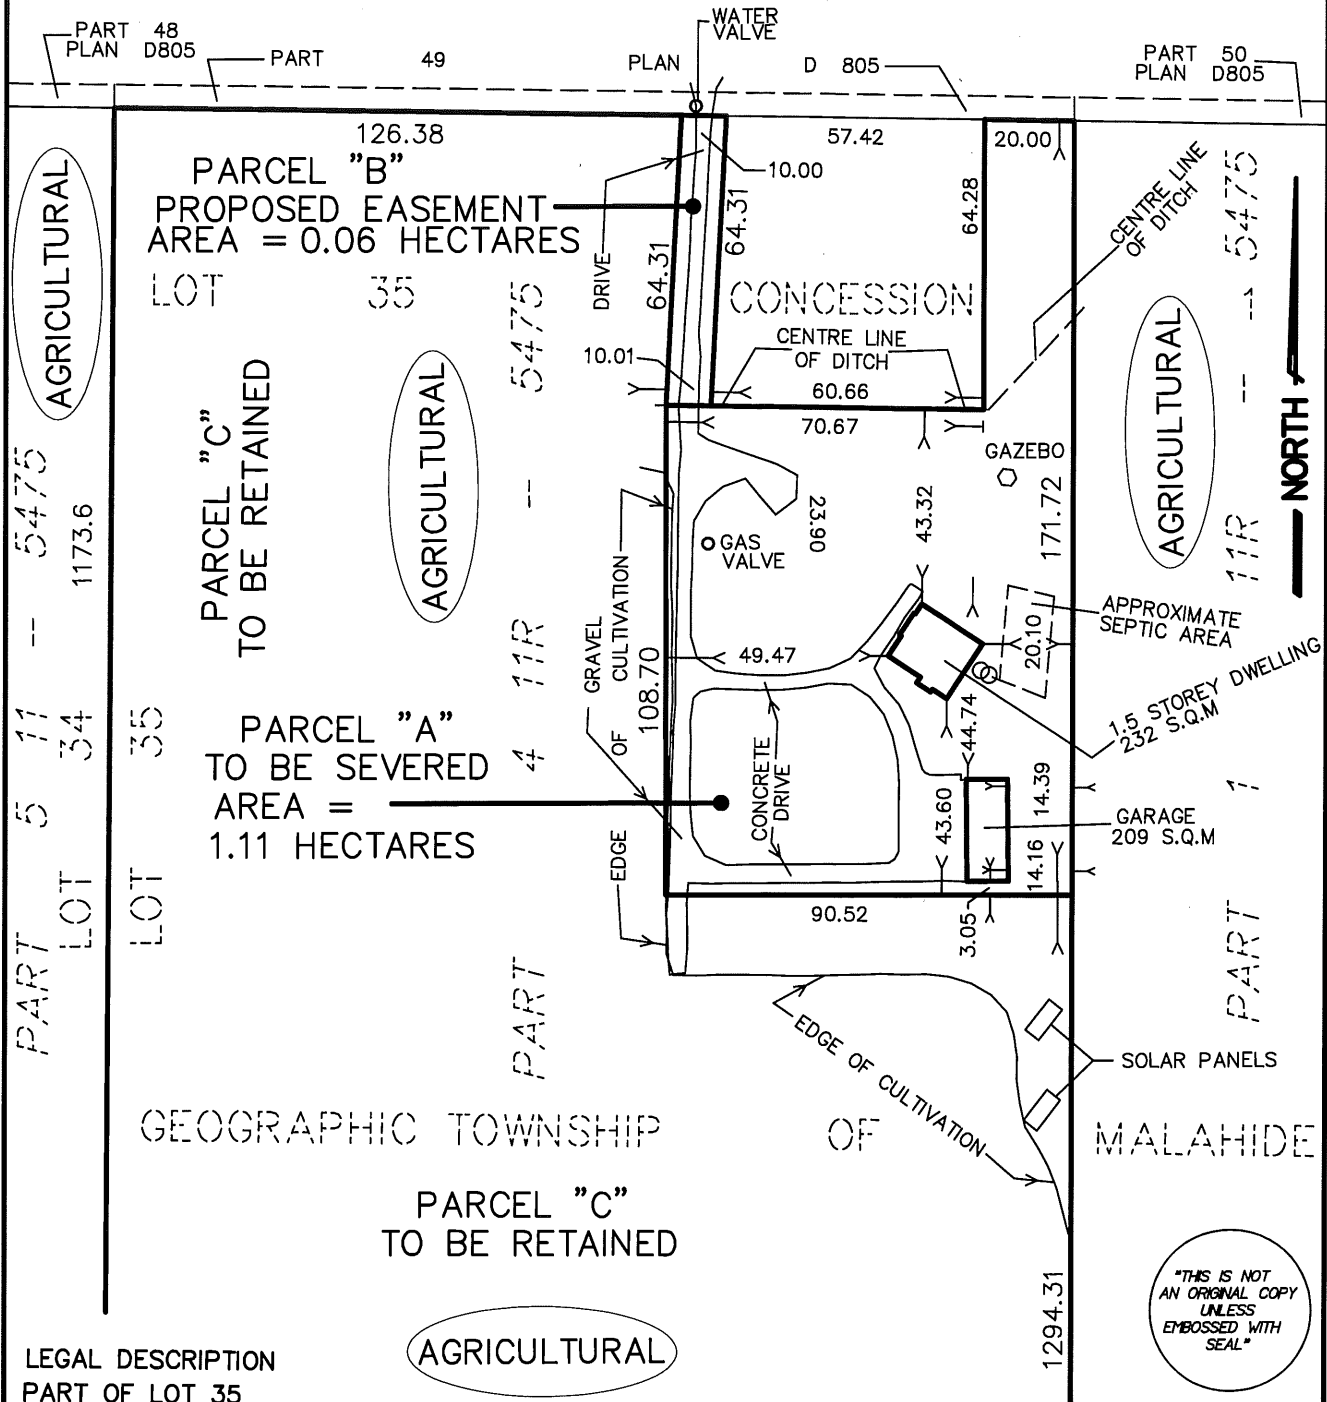 PART 48
PLAN D805
PART 49 PLAN D 805
WATER
VALVE
PART 50
PLAN D805
126.38
57.42
20.00
10.00
PARCEL "B"
PROPOSED EASEMENT
AREA = 0.06 HECTARES
AGRICULTURAL
LOT 35
DRIVE
64.31
64.31
64.28
CENTRE LINE
OF DITCH
CONCESSION
CENTRE LINE
OF DITCH
10.01
60.66
70.67
5475
AGRICULTURAL
PARCEL "C"
TO BE RETAINED
AGRICULTURAL
NORTH
GAZEBO
23.90
43.32
171.72
GAS
VALVE
1173.6
PART 5 11 -- 5475
LOT 34
LOT 35
PART 4 11R -- 5475
PART 1 11R --
APPROXIMATE
SEPTIC AREA
20.10
49.47
108.70
GRAVEL
EDGE OF CULTIVATION
1.5 STOREY DWELLING
232 S.Q.M
PARCEL "A"
TO BE SEVERED
AREA =
1.11 HECTARES
CONCRETE
DRIVE
44.74
43.60
14.39
14.16
GARAGE
209 S.Q.M
90.52
3.05
EDGE OF CULTIVATION
SOLAR PANELS
GEOGRAPHIC TOWNSHIP OF MALAHIDE
PARCEL "C"
TO BE RETAINED
1294.31
AGRICULTURAL
"THIS IS NOT
AN ORIGINAL COPY
UNLESS
EMBOSSED WITH
SEAL"
LEGAL DESCRIPTION
PART OF LOT 35